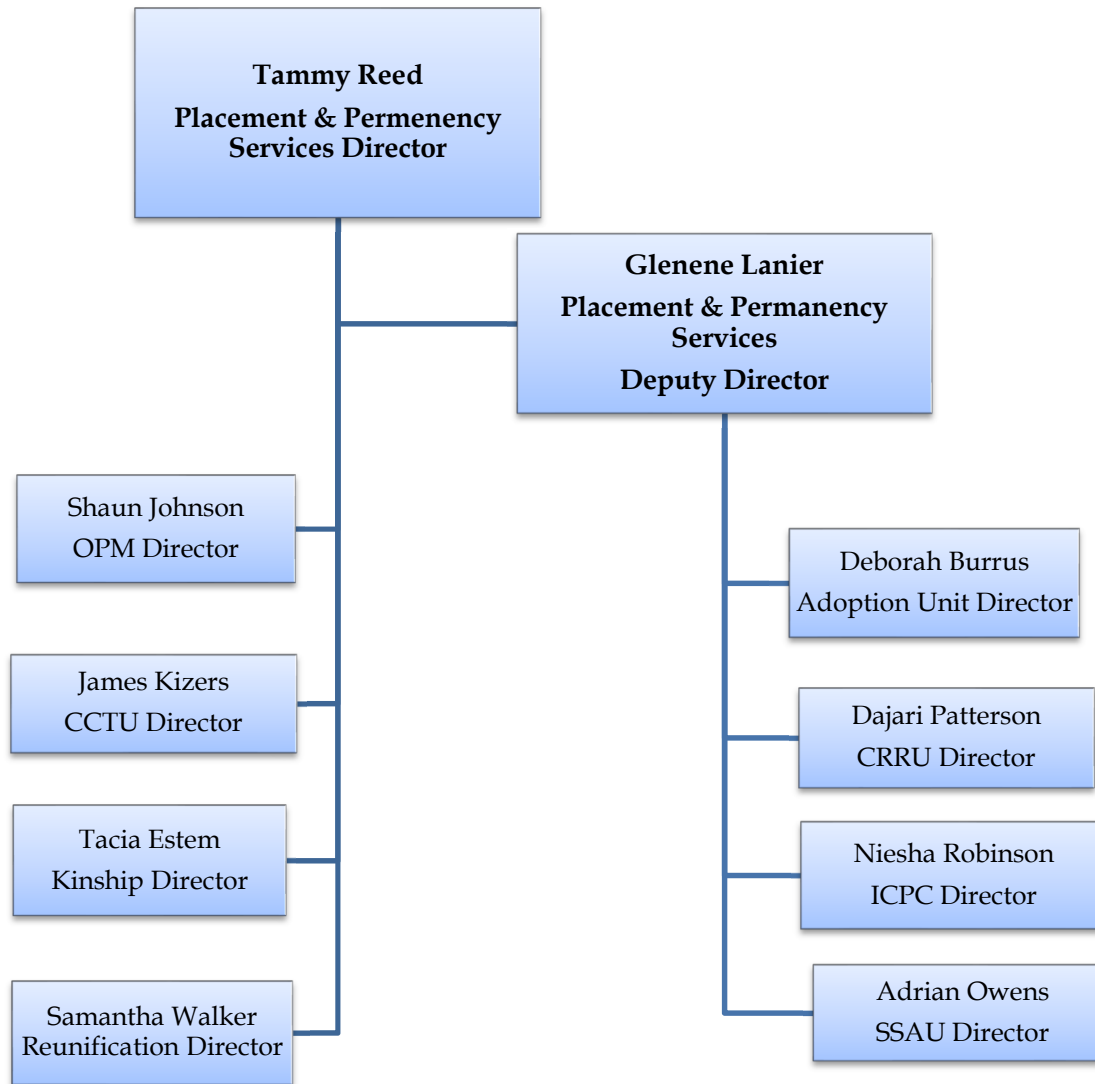 Tammy Reed
Placement & Permenency
Services Director
Glenene Lanier
Placement & Permanency
Services
Deputy Director
Shaun Johnson
OPM Director
James Kizers
CCTU Director
Tacia Estem
Kinship Director
Samantha Walker
Reunification Director
Deborah Burrus
Adoption Unit Director
Dajari Patterson
CRRU Director
Niesha Robinson
ICPC Director
Adrian Owens
SSAU Director